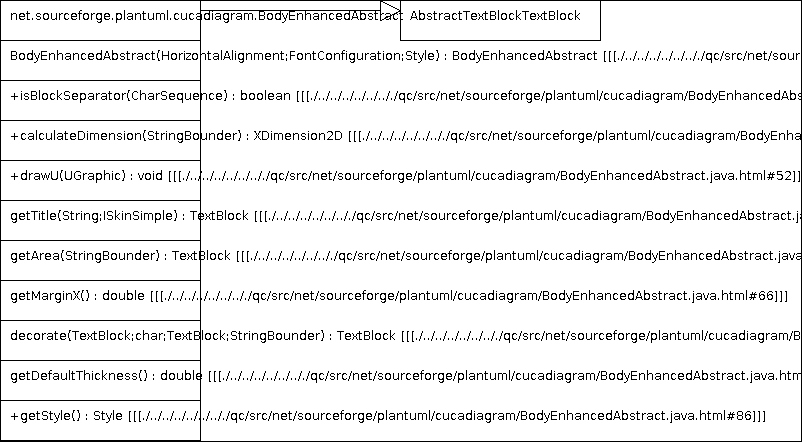 net.sourceforge.plantuml.cucadiagram.BodyEnhancedAbstract
AbstractTextBlockTextBlock
BodyEnhancedAbstract(HorizontalAlignment;FontConfiguration;Style) : BodyEnhancedAbstract [[[./../../../../../../qc/src/net/sour
+isBlockSeparator(CharSequence) : boolean [[[./../../../../../../qc/src/net/sourceforge/plantuml/cucadiagram/BodyEnhancedAbs
+calculateDimension(StringBounder) : XDimension2D [[[./../../../../../../qc/src/net/sourceforge/plantuml/cucadiagram/BodyEnha
+drawU(UGraphic) : void [[[./../../../../../../qc/src/net/sourceforge/plantuml/cucadiagram/BodyEnhancedAbstract.java.html#52]]]
getTitle(String;ISkinSimple) : TextBlock [[[./../../../../../../qc/src/net/sourceforge/plantuml/cucadiagram/BodyEnhancedAbstract.ja
getArea(StringBounder) : TextBlock [[[./../../../../../../qc/src/net/sourceforge/plantuml/cucadiagram/BodyEnhancedAbstract.java
getMarginX() : double [[[./../../../../../../qc/src/net/sourceforge/plantuml/cucadiagram/BodyEnhancedAbstract.java.html#66]]]
decorate(TextBlock;char;TextBlock;StringBounder) : TextBlock [[[./../../../../../../qc/src/net/sourceforge/plantuml/cucadiagram/B
getDefaultThickness() : double [[[./../../../../../../qc/src/net/sourceforge/plantuml/cucadiagram/BodyEnhancedAbstract.java.htm
+getStyle() : Style [[[./../../../../../../qc/src/net/sourceforge/plantuml/cucadiagram/BodyEnhancedAbstract.java.html#86]]]